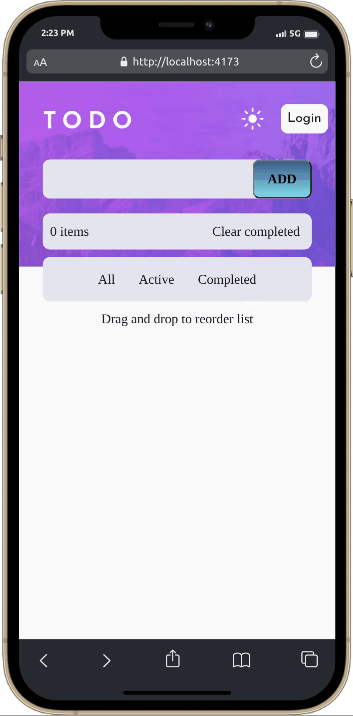 2:23 PM 5G
AA http://localhost:4173
TODO Login
ADD
0 items Clear completed
All Active Completed
Drag and drop to reorder list